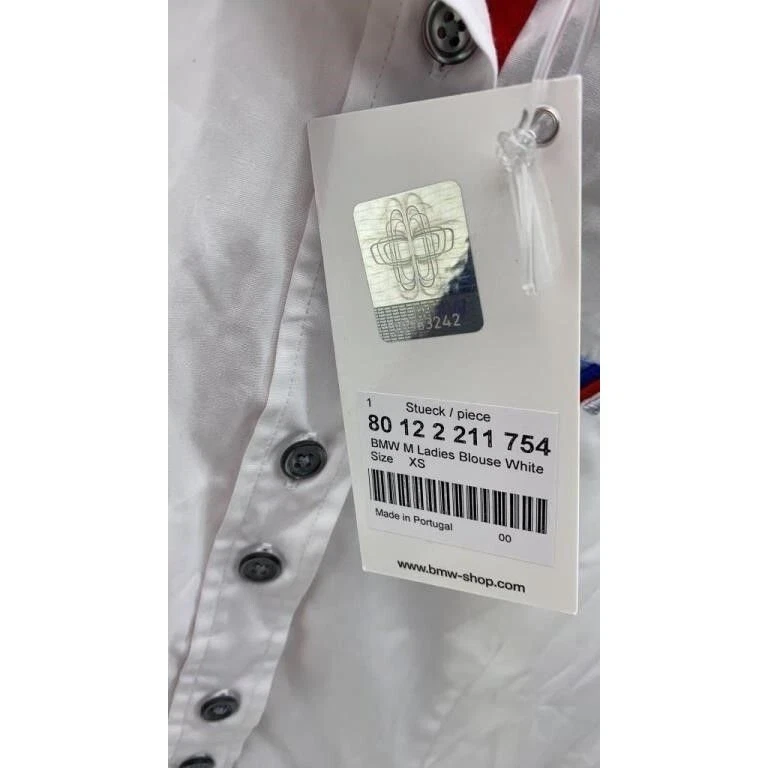 3242
1 Stueck / piece
80 12 2 211 754
BMW M Ladies Blouse White
Size XS
Made in Portugal 00
www.bmw-shop.com